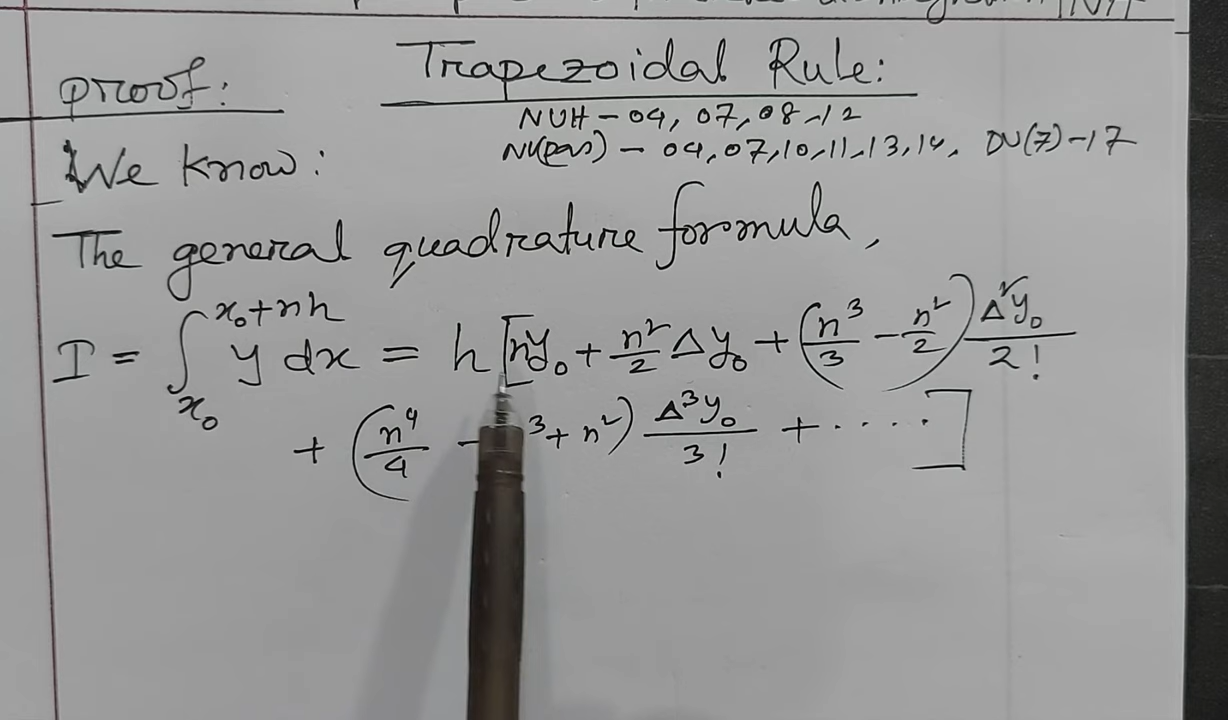 Trapezoidal Rule:
Proof:
NUH - 04, 07, 08, 12
NU(pas) - 04, 07, 10, 11, 13, 14, DU(7) - 17
We know:
The general quadrature formula,
I = ∫_{x₀}^{x₀+nh} y dx = h [ny₀ + n²/2 Δy₀ + (n³/3 - n²/2) Δ²y₀/2!
+ (n⁴/4 - ³ + n²) Δ³y₀/3! + ..... ]